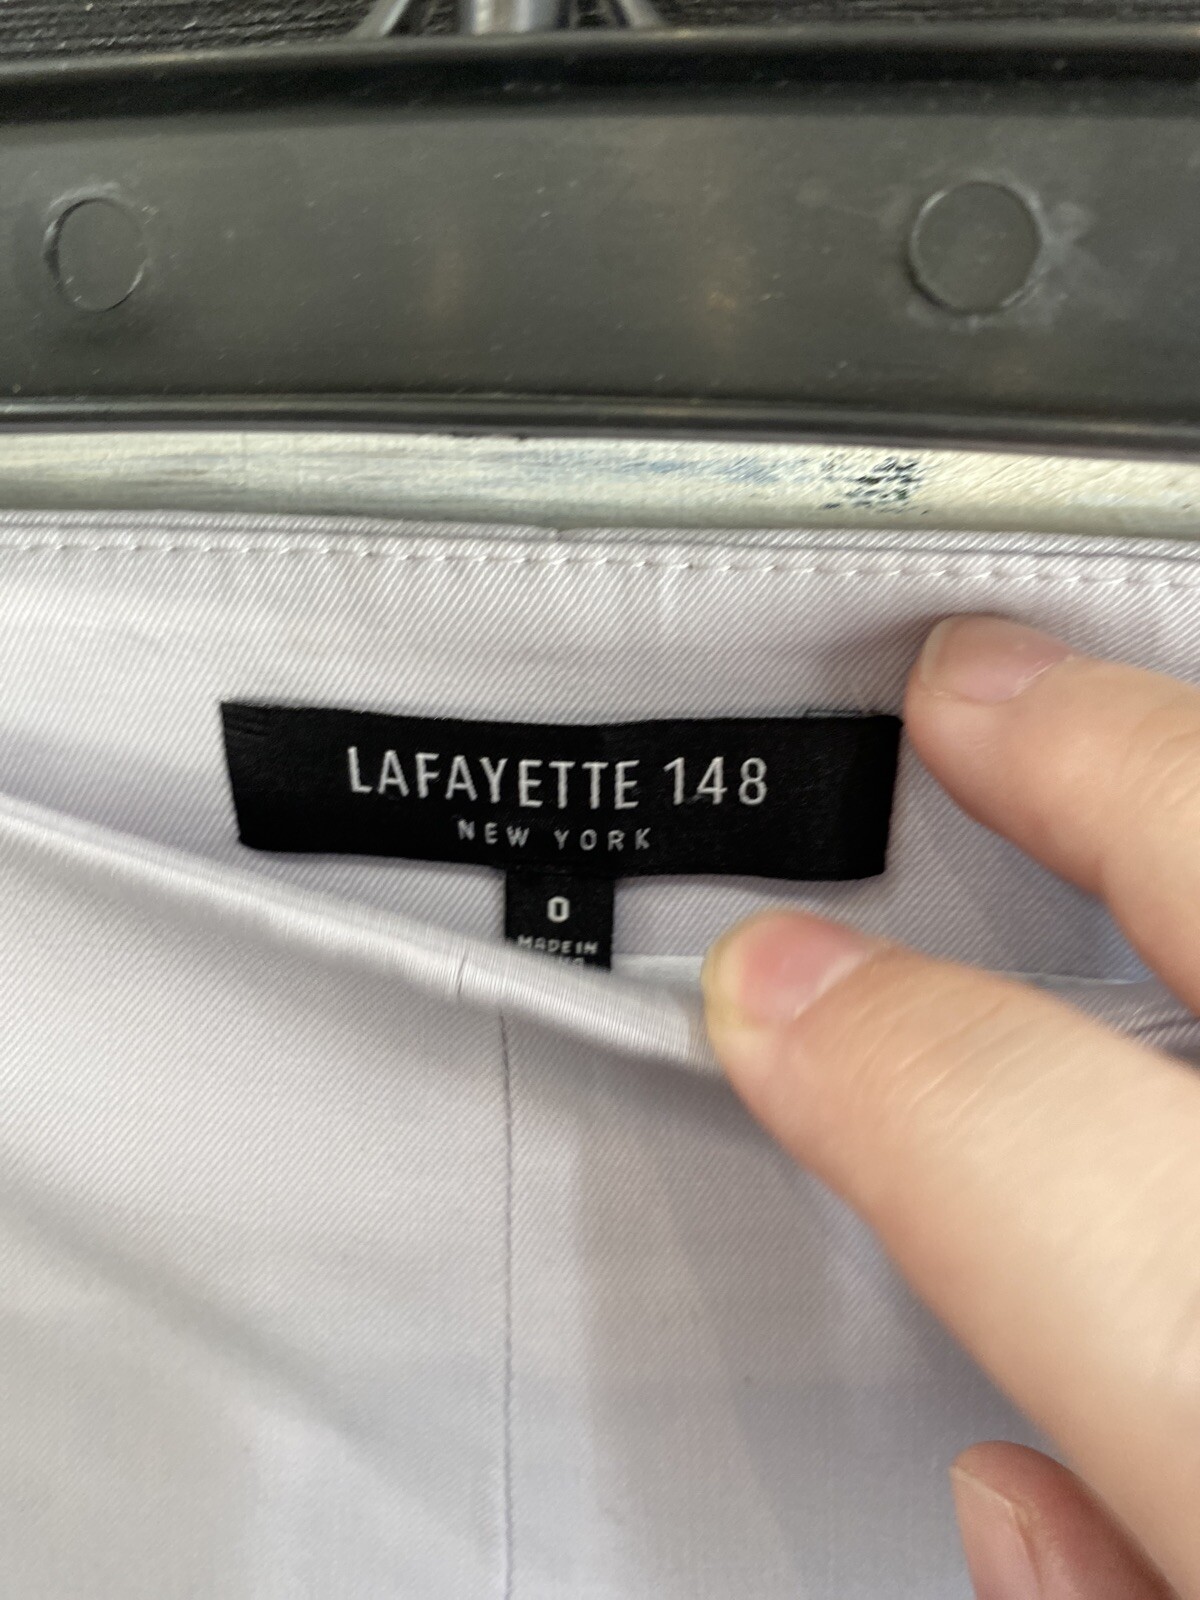 LAFAYETTE 148
NEW YORK
0
MADE IN